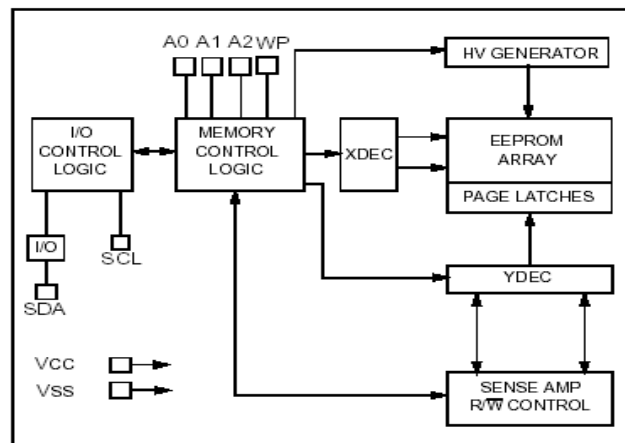 A0 A1 A2 WP
HV GENERATOR
I/O
CONTROL
LOGIC
MEMORY
CONTROL
LOGIC
XDEC
EEPROM
ARRAY
PAGE LATCHES
I/O
SCL
SDA
YDEC
VCC
VSS
SENSE AMP
R/W̅ CONTROL